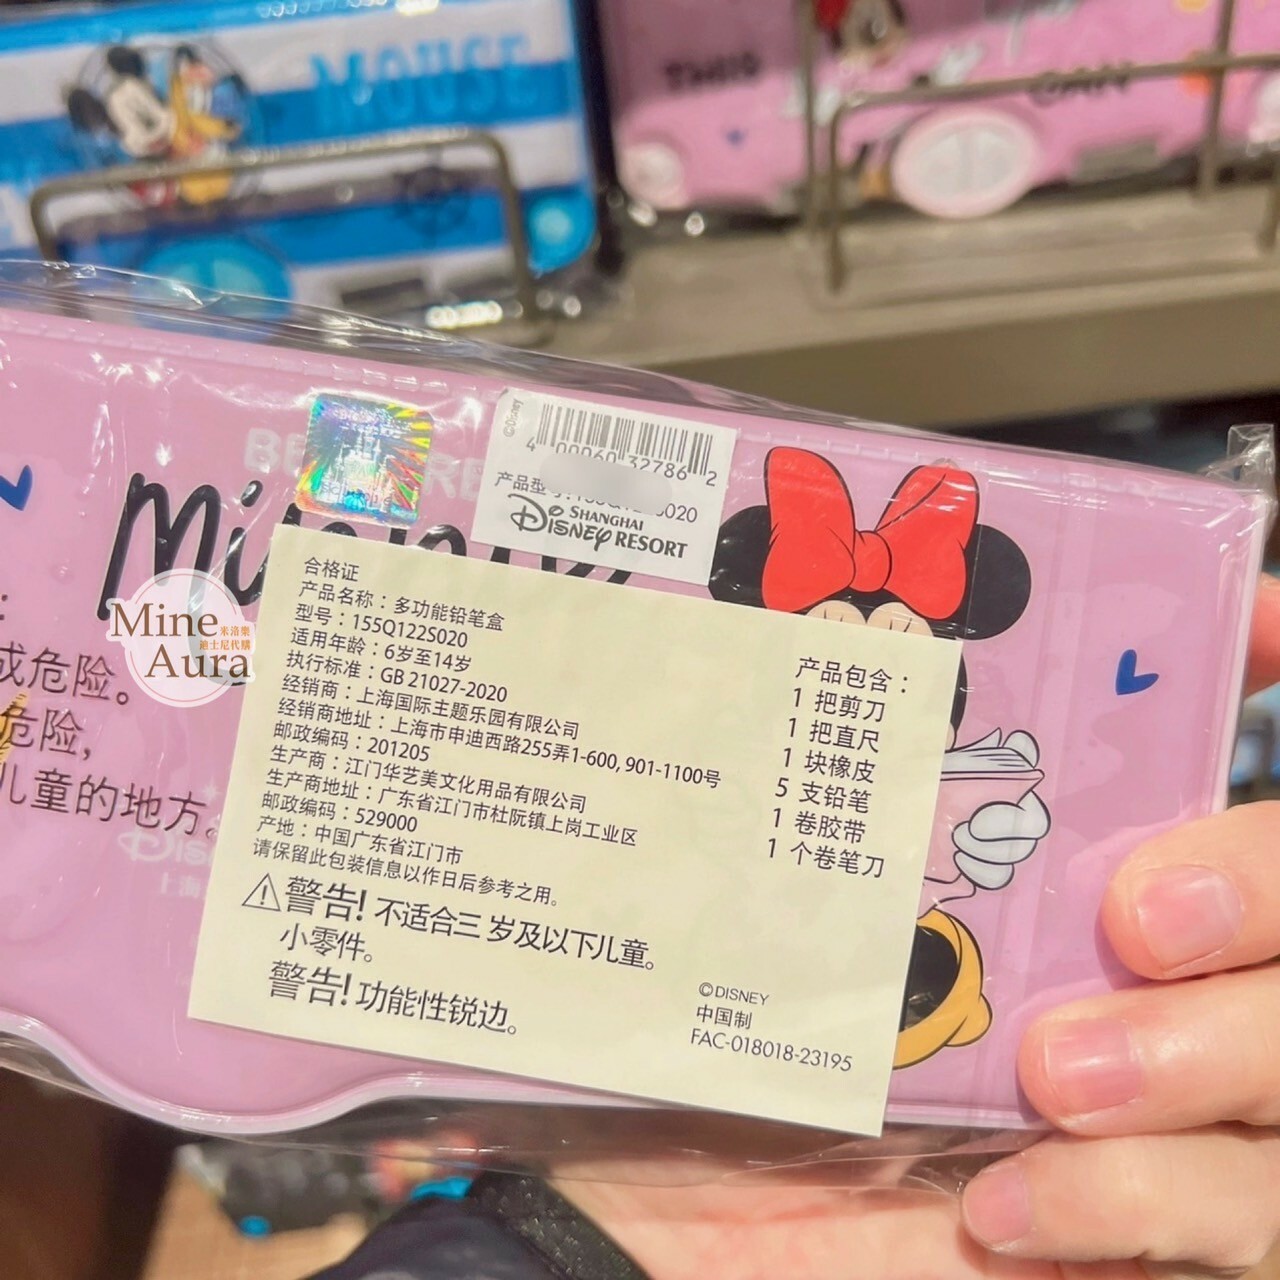 MOUSE
THIS
CAN
©Disney
4 00060 32786 2
产品型
S020
SHANGHAI
DISNEY RESORT
Mine
米洛樂
迪士尼代購
Aura
成危险。
危险，
儿童的地方。
合格证
产品名称：多功能铅笔盒
型号：155Q122S020
适用年龄：6岁至14岁
执行标准：GB 21027-2020
经销商：上海国际主题乐园有限公司
经销商地址：上海市申迪西路255弄1-600, 901-1100号
邮政编码：201205
生产商：江门华艺美文化用品有限公司
生产商地址：广东省江门市杜阮镇上岗工业区
邮政编码：529000
产地：中国广东省江门市
请保留此包装信息以作日后参考之用。
警告! 不适合三 岁及以下儿童。
小零件。
警告! 功能性锐边。
产品包含：
1 把剪刀
1 把直尺
1 块橡皮
5 支铅笔
1 卷胶带
1 个卷笔刀
©DISNEY
中国制
FAC-018018-23195